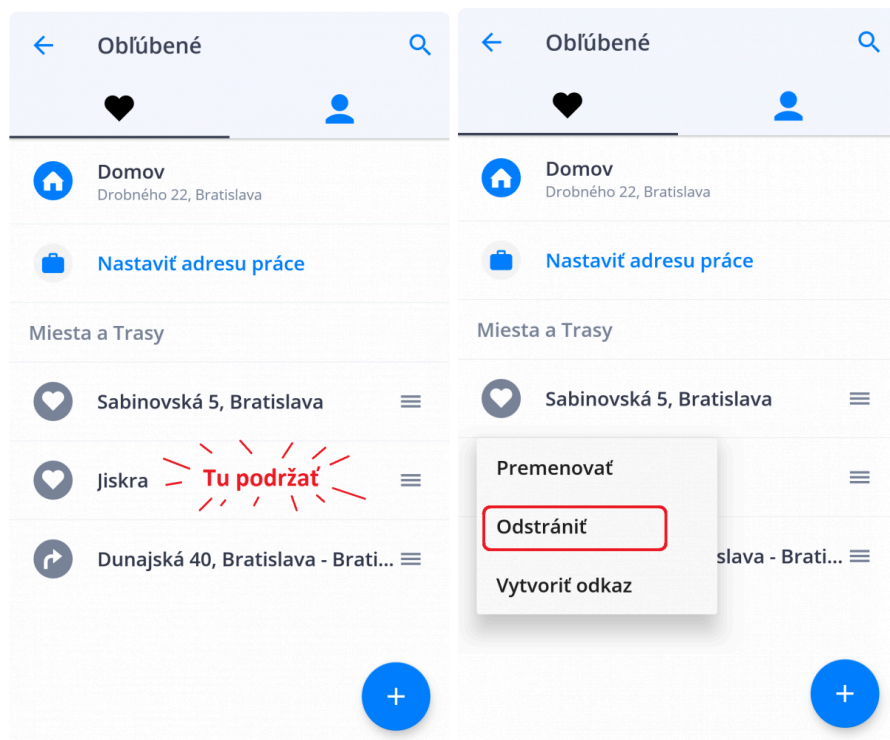 Obľúbené
Domov
Drobného 22, Bratislava
Nastaviť adresu práce
Miesta a Trasy
Sabinovská 5, Bratislava
Jiskra
Tu podržať
Dunajská 40, Bratislava - Brati...
Obľúbené
Domov
Drobného 22, Bratislava
Nastaviť adresu práce
Miesta a Trasy
Sabinovská 5, Bratislava
Premenovať
Odstrániť
slava - Brati...
Vytvoriť odkaz